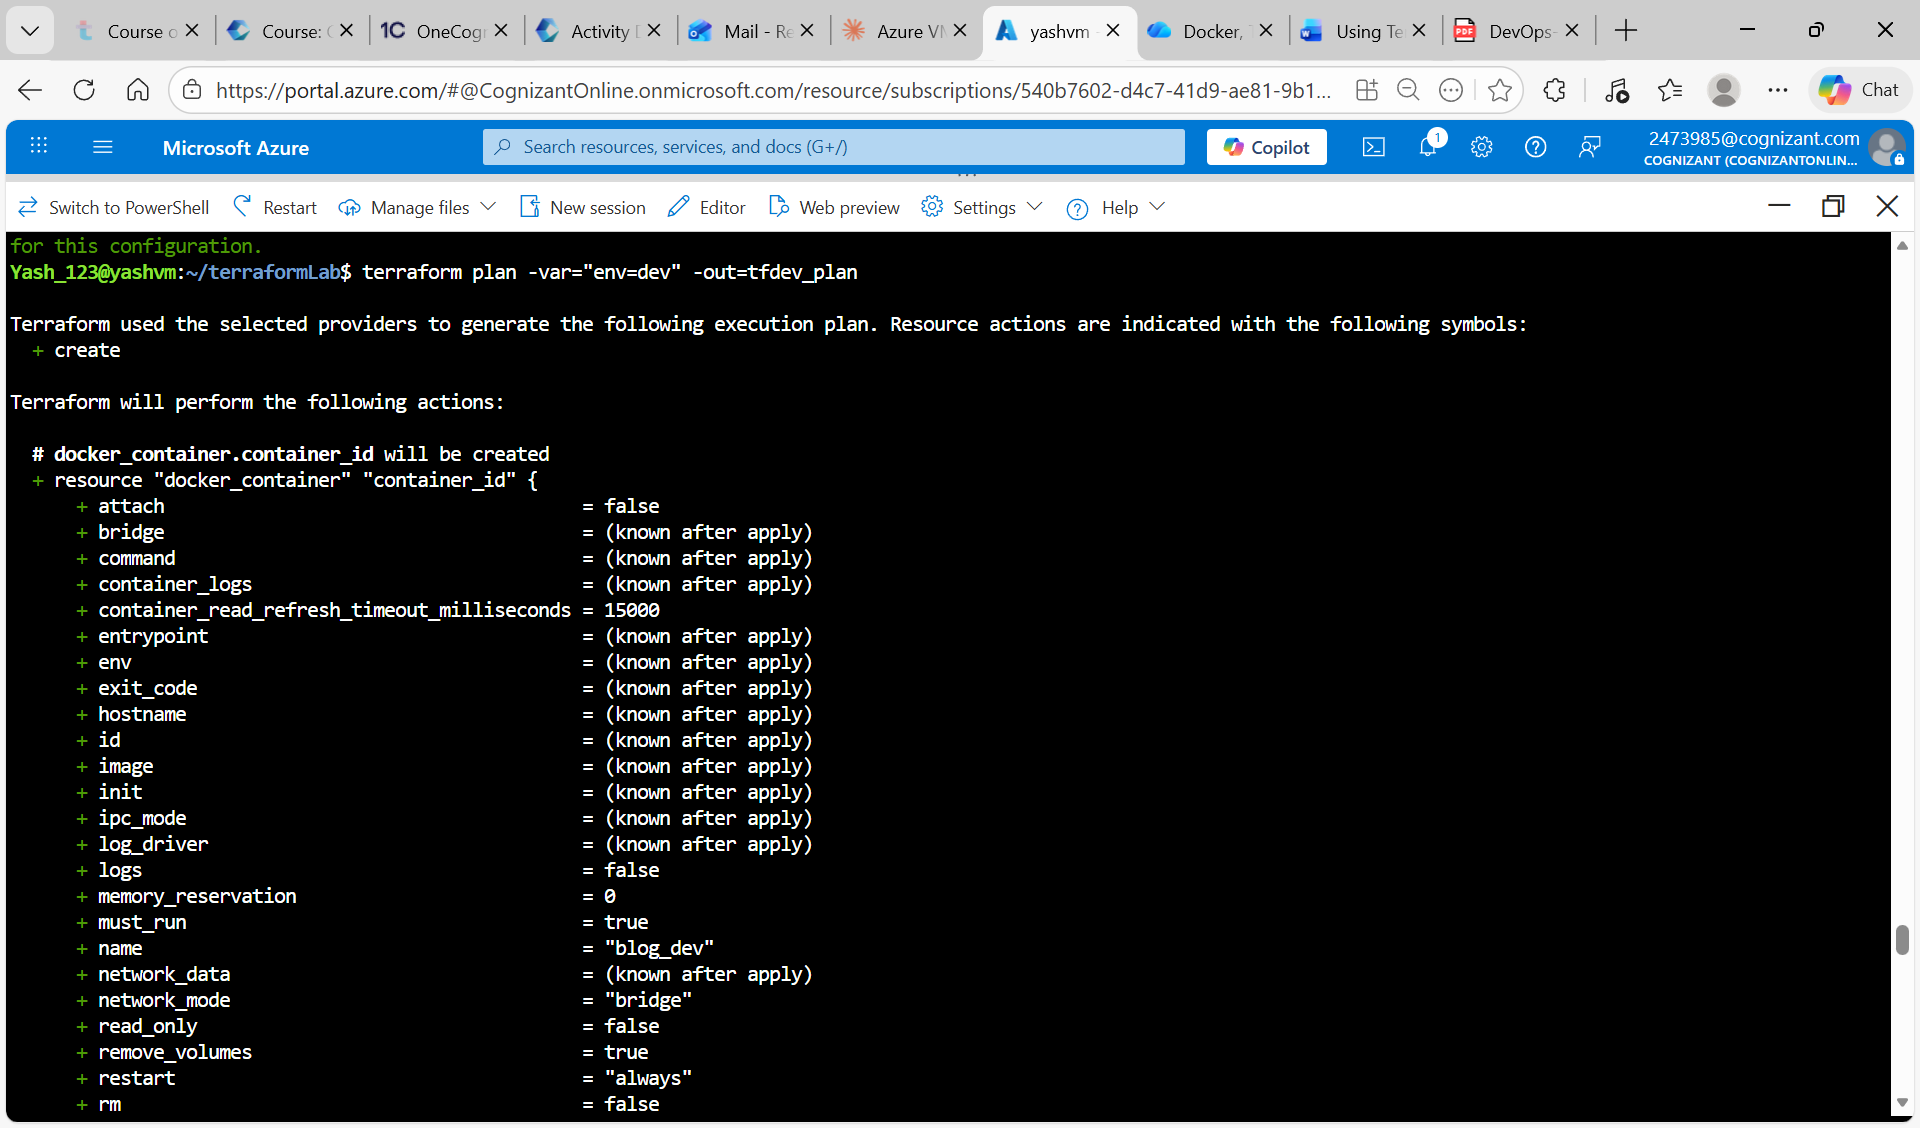 Course o
Course: (
1C OneCog
Activity D
Mail - Re
Azure VM
yashvm -
Docker, T
Using Te
DevOps-
https://portal.azure.com/#@CognizantOnline.onmicrosoft.com/resource/subscriptions/540b7602-d4c7-41d9-ae81-9b1...
Chat
Microsoft Azure
Search resources, services, and docs (G+/)
Copilot
1
2473985@cognizant.com
COGNIZANT (COGNIZANTONLIN...
Switch to PowerShell
Restart
Manage files
New session
Editor
Web preview
Settings
Help
for this configuration.
Yash_123@yashvm:~/terraformLab$ terraform plan -var="env=dev" -out=tfdev_plan
Terraform used the selected providers to generate the following execution plan. Resource actions are indicated with the following symbols:
+ create
Terraform will perform the following actions:
# docker_container.container_id will be created
+ resource "docker_container" "container_id" {
+ attach = false
+ bridge = (known after apply)
+ command = (known after apply)
+ container_logs = (known after apply)
+ container_read_refresh_timeout_milliseconds = 15000
+ entrypoint = (known after apply)
+ env = (known after apply)
+ exit_code = (known after apply)
+ hostname = (known after apply)
+ id = (known after apply)
+ image = (known after apply)
+ init = (known after apply)
+ ipc_mode = (known after apply)
+ log_driver = (known after apply)
+ logs = false
+ memory_reservation = 0
+ must_run = true
+ name = "blog_dev"
+ network_data = (known after apply)
+ network_mode = "bridge"
+ read_only = false
+ remove_volumes = true
+ restart = "always"
+ rm = false